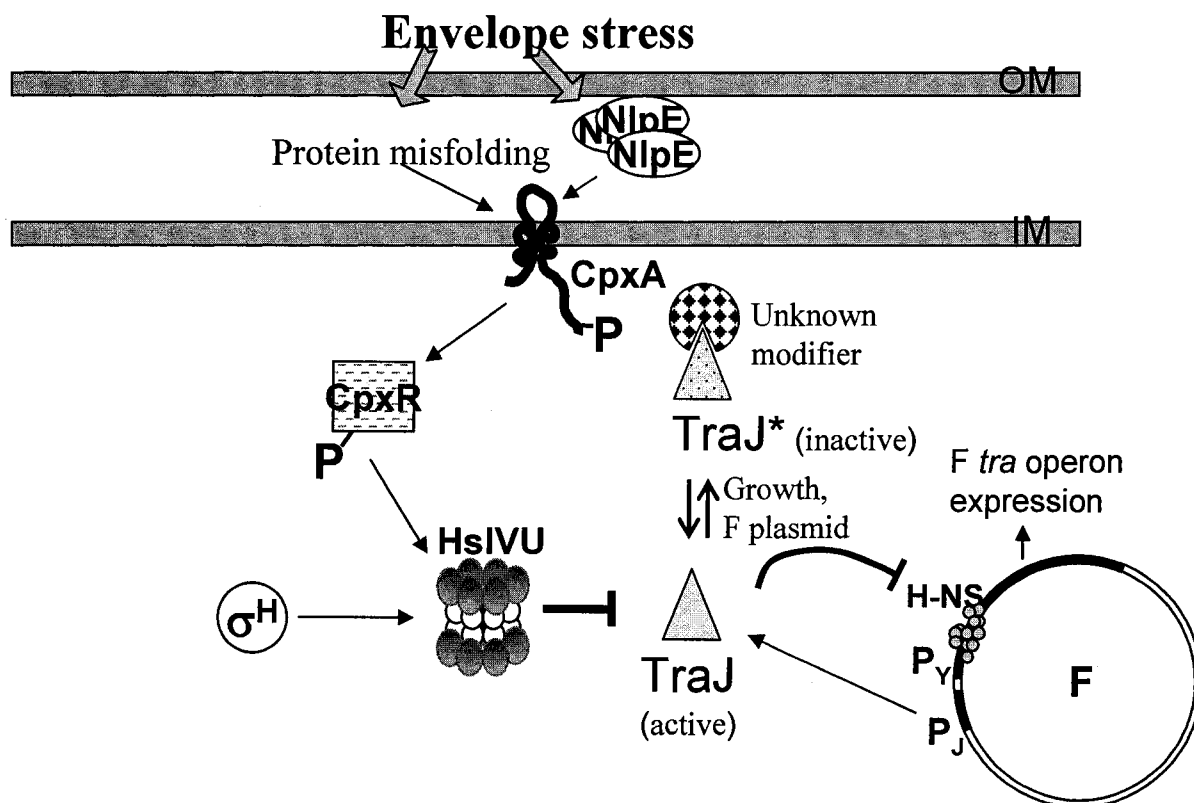 Envelope stress
OM
NlpE
NlpE
Protein misfolding
IM
CpxA
P
Unknown
modifier
CpxR
P
TraJ* (inactive)
Growth,
F plasmid
F tra operon
expression
HslVU
H-NS
σH
PY
F
TraJ
(active)
PJ